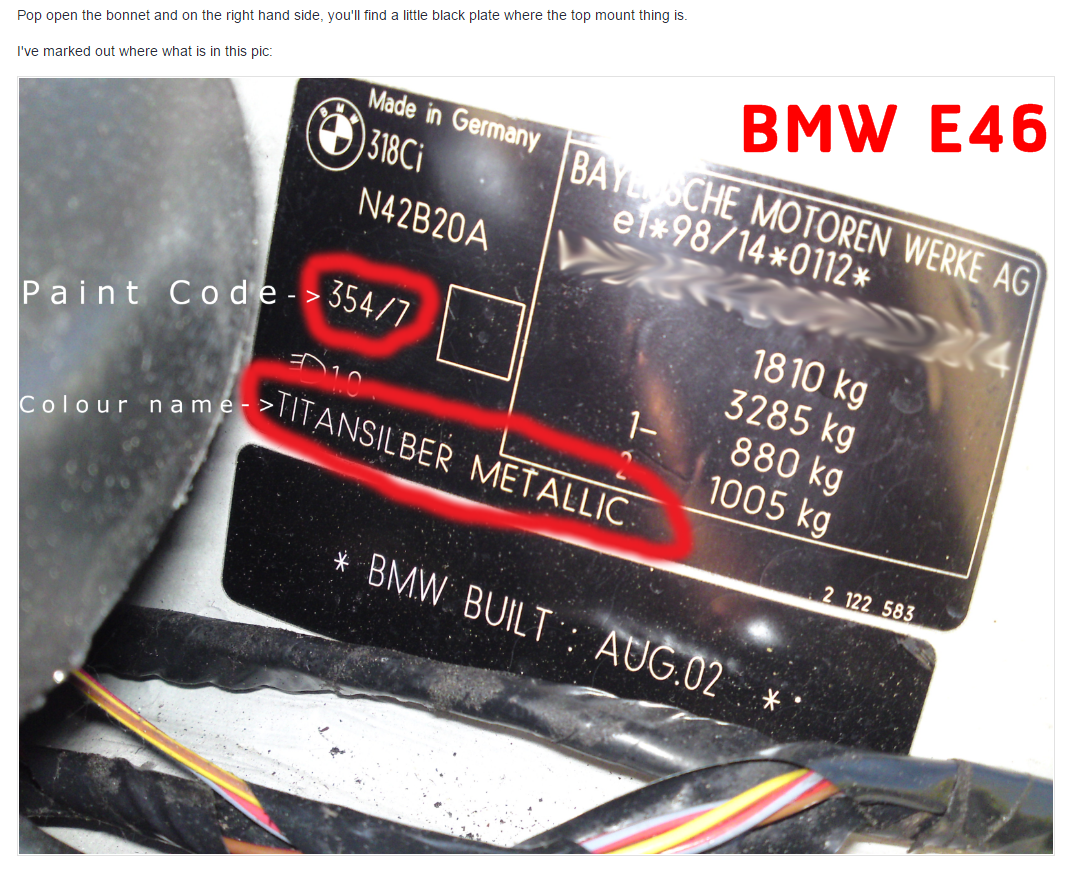 Pop open the bonnet and on the right hand side, you'll find a little black plate where the top mount thing is.
I've marked out where what is in this pic:
BMW E46
BMW
Made in Germany
318Ci
N42B20A
Paint Code->354/7
1.0
Colour name->TITANSILBER METALLIC
BAYERISCHE MOTOREN WERKE AG
e1*98/14*0112*
1810 kg
3285 kg
1- 880 kg
2 1005 kg
2 122 583
* BMW BUILT : AUG.02 *